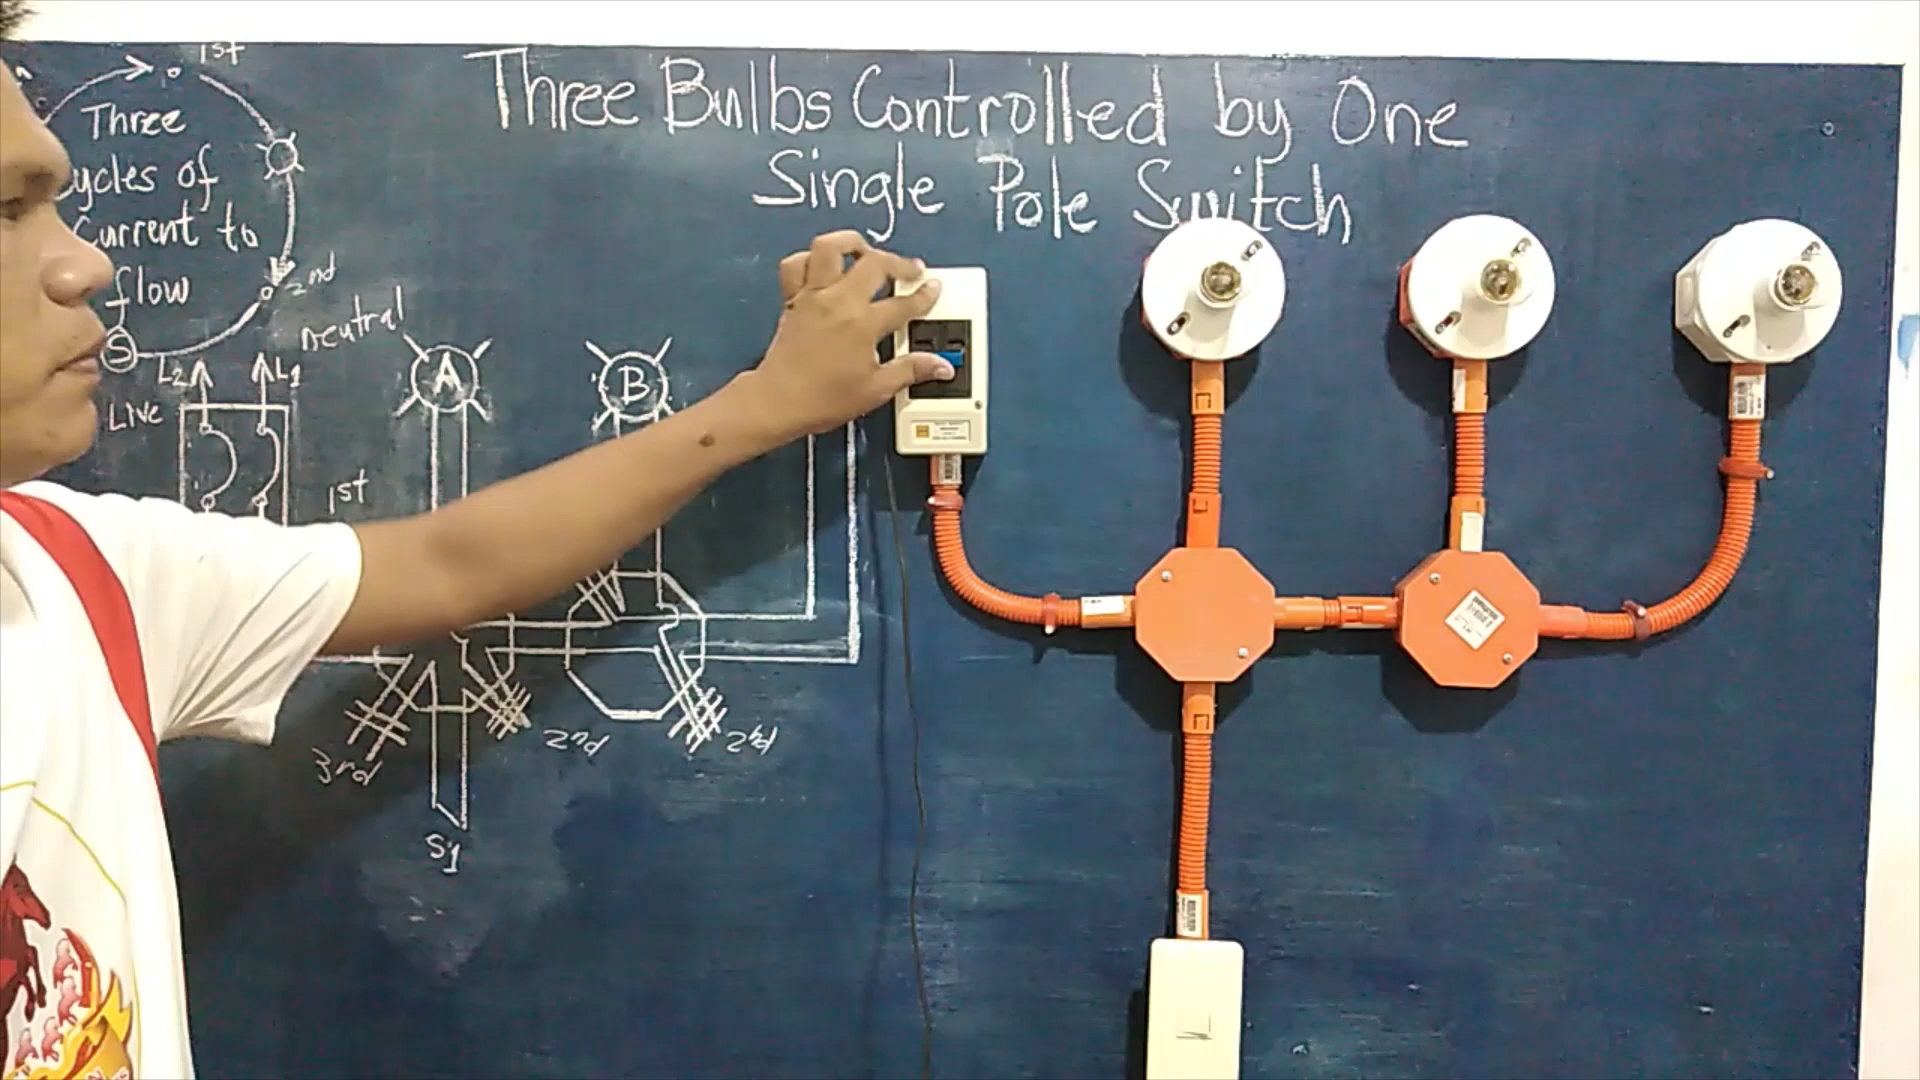 Three Bulbs Controlled by One
Single Pole Switch
1st
Three
ycles of
Current to
flow
2nd
S
neutral
L2
L1
Live
A
B
1st
3rd
2nd
2nd
S1